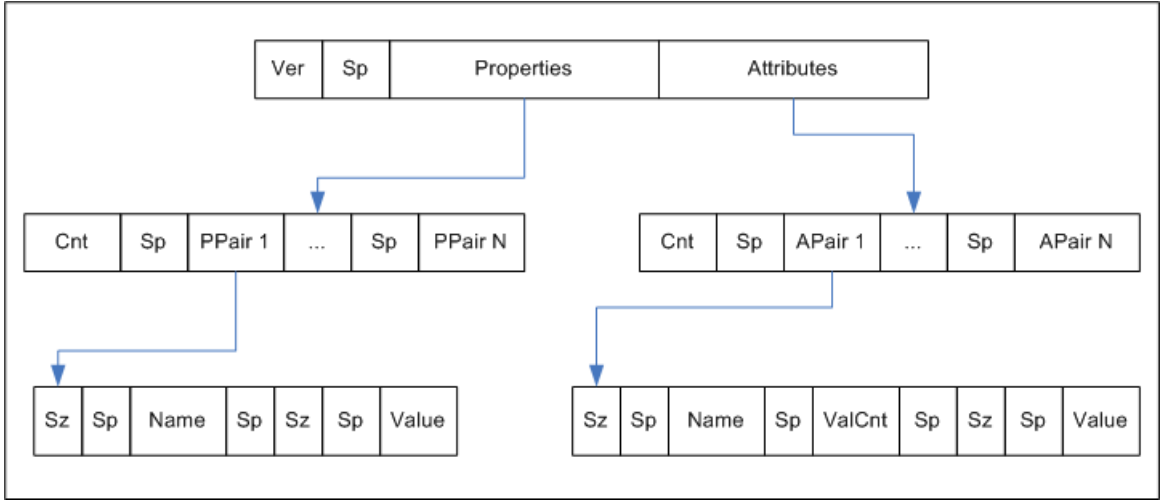 Ver Sp Properties Attributes
Cnt Sp PPair 1 ... Sp PPair N
Cnt Sp APair 1 ... Sp APair N
Sz Sp Name Sp Sz Sp Value
Sz Sp Name Sp ValCnt Sp Sz Sp Value